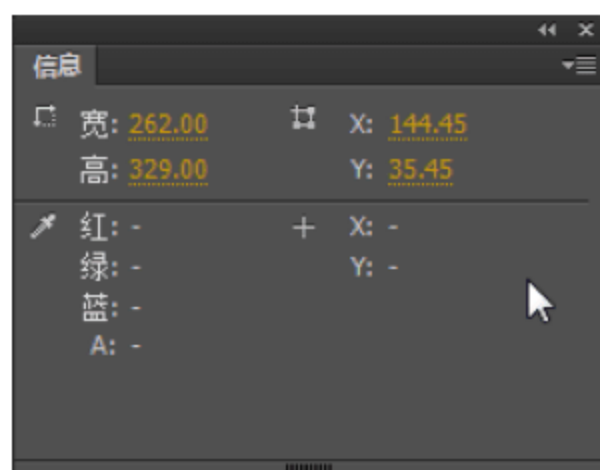 信息
宽: 262.00 X: 144.45
高: 329.00 Y: 35.45
红: - X: -
绿: - Y: -
蓝: -
A: -